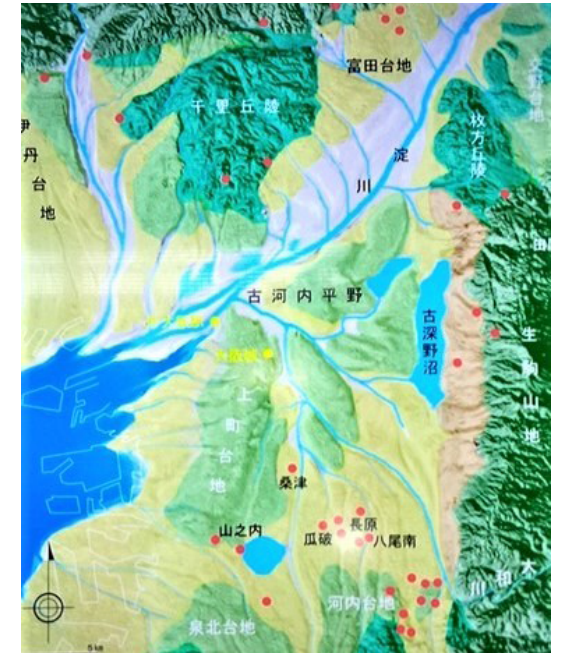 富田台地
千里丘陵
伊丹台地
枚方丘陵
淀川
古河内平野
古深野沼
生駒山地
上町台地
桑津
長原
山之内
瓜破
八尾南
大和川
河内台地
泉北台地
5km